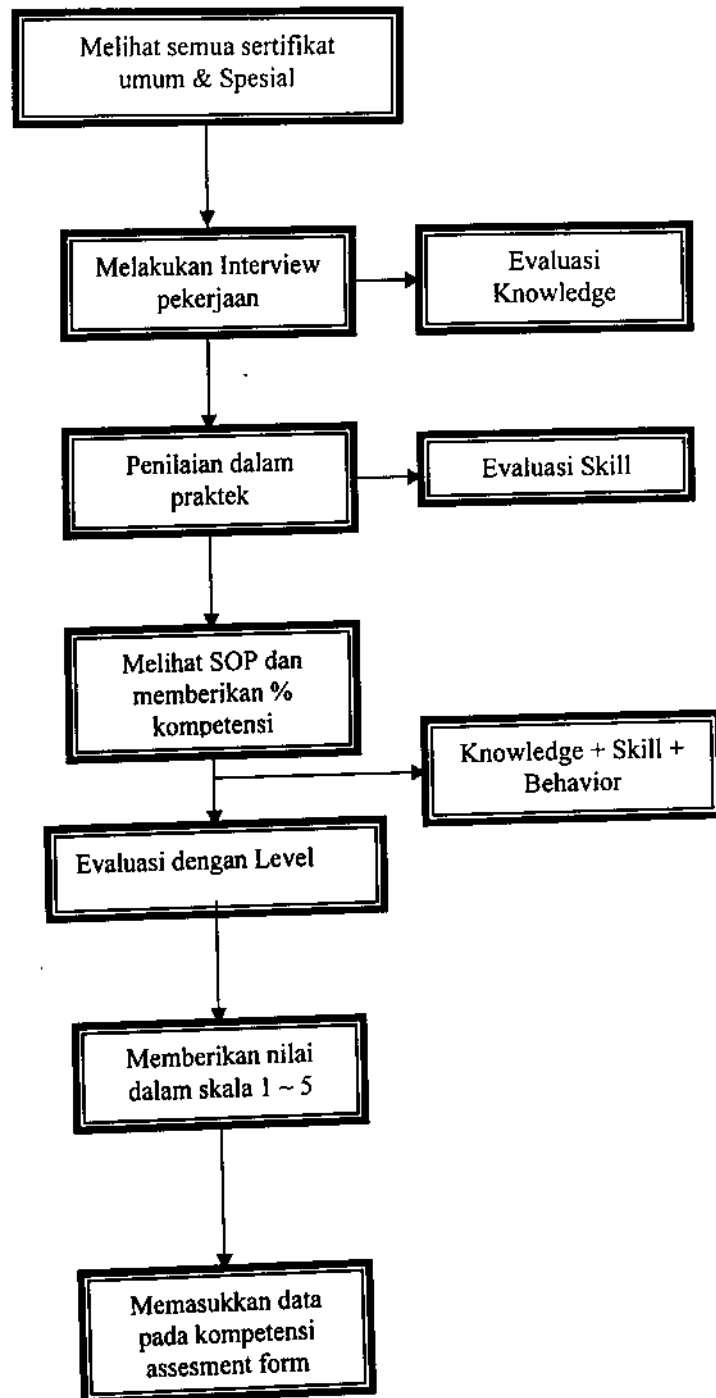 Melihat semua sertifikat
umum & Spesial
Melakukan Interview
pekerjaan
Evaluasi
Knowledge
Penilaian dalam
praktek
Evaluasi Skill
Melihat SOP dan
memberikan %
kompetensi
Knowledge + Skill +
Behavior
Evaluasi dengan Level
Memberikan nilai
dalam skala 1 ~ 5
Memasukkan data
pada kompetensi
assesment form